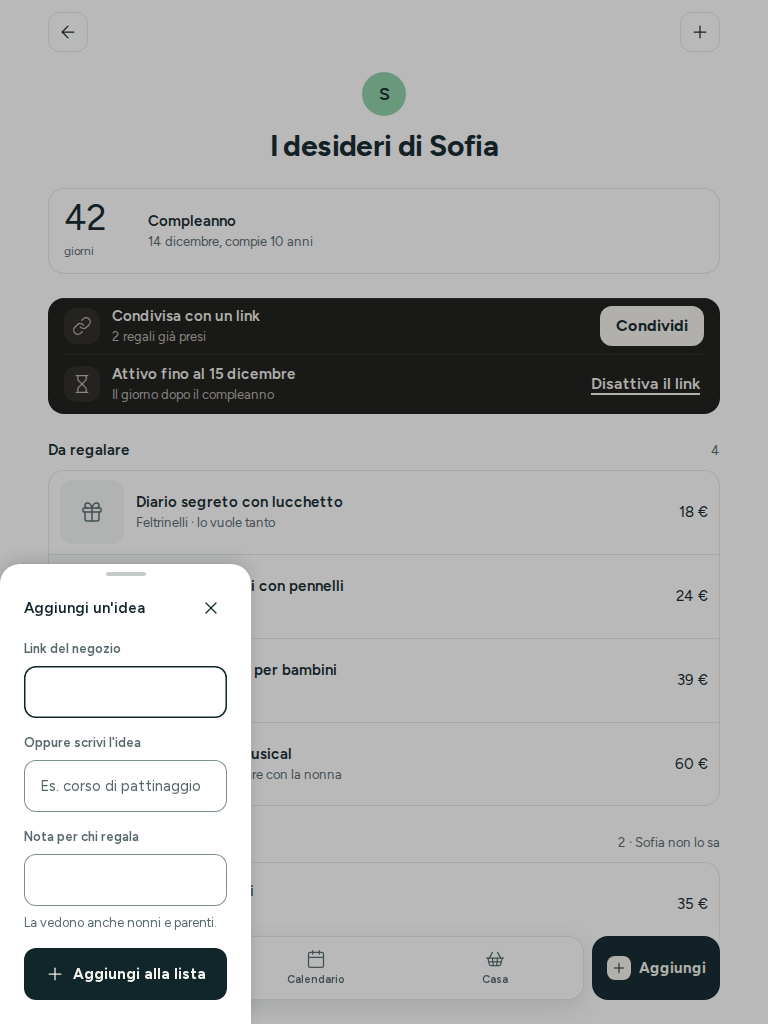 S
I desideri di Sofia
42
giorni
Compleanno
14 dicembre, compie 10 anni
Condivisa con un link
2 regali già presi
Condividi
Attivo fino al 15 dicembre
Il giorno dopo il compleanno
Disattiva il link
Da regalare
4
Diario segreto con lucchetto
Feltrinelli · lo vuole tanto
18 €
con pennelli
24 €
per bambini
39 €
con la nonna
60 €
2 · Sofia non lo sa
35 €
Aggiungi un'idea
Link del negozio
Oppure scrivi l'idea
Es. corso di pattinaggio
Nota per chi regala
La vedono anche nonni e parenti.
Aggiungi alla lista
Calendario
Casa
Aggiungi